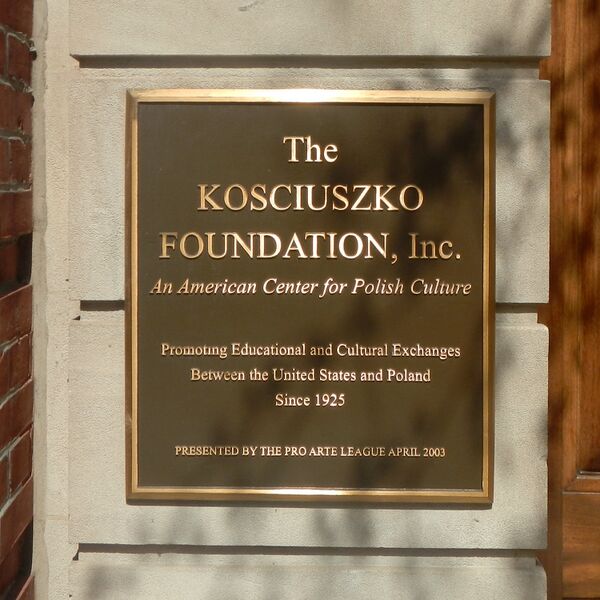 The
KOSCIUSZKO
FOUNDATION, Inc.
An American Center for Polish Culture
Promoting Educational and Cultural Exchanges
Between the United States and Poland
Since 1925
PRESENTED BY THE PRO ARTE LEAGUE APRIL 2003